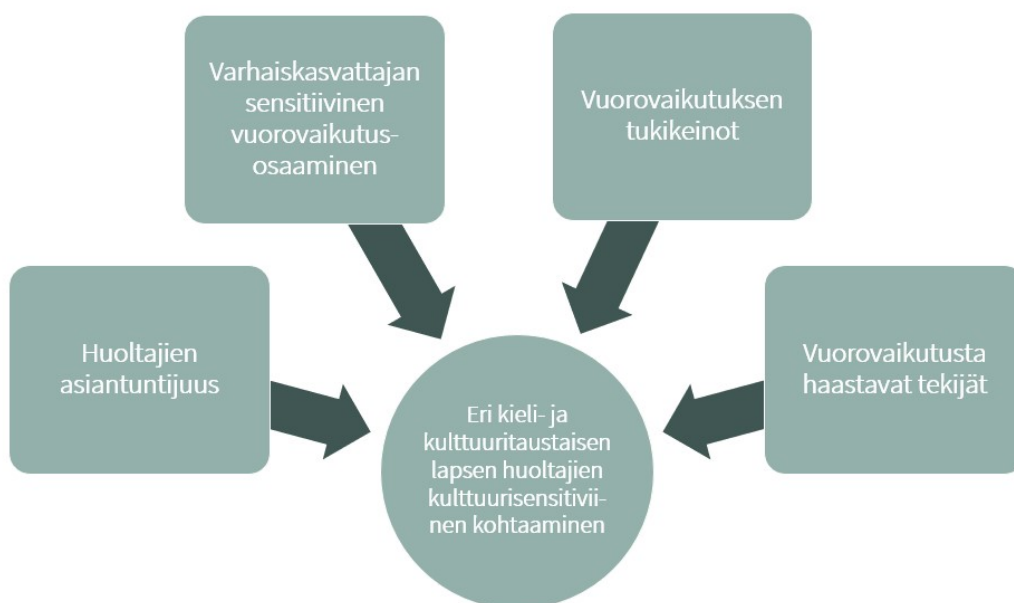 Varhaiskasvattajan
sensitiivinen
vuorovaikutus-
osaaminen
Vuorovaikutuksen
tukikeinot
Huoltajien
asiantuntijuus
Vuorovaikutusta
haastavat tekijät
Eri kieli- ja
kulttuuritaustaisen
lapsen huoltajien
kulttuurisensitivii-
nen kohtaaminen